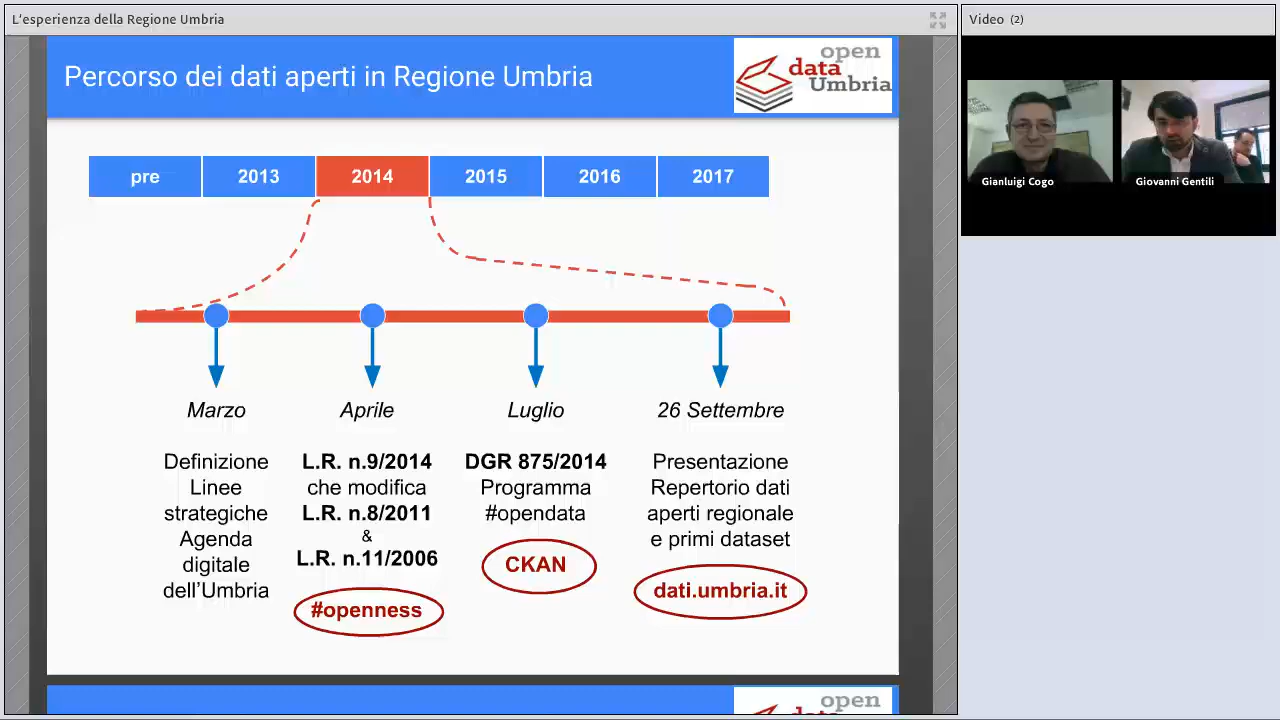 L'esperienza della Regione Umbria
Video (2)
Percorso dei dati aperti in Regione Umbria
open
data
Umbria
Gianluigi Cogo
Giovanni Gentili
pre 2013 2014 2015 2016 2017
Marzo
Definizione
Linee
strategiche
Agenda
digitale
dell'Umbria
Aprile
L.R. n.9/2014
che modifica
L.R. n.8/2011
&
L.R. n.11/2006
#openness
Luglio
DGR 875/2014
Programma
#opendata
CKAN
26 Settembre
Presentazione
Repertorio dati
aperti regionale
e primi dataset
dati.umbria.it
open
data